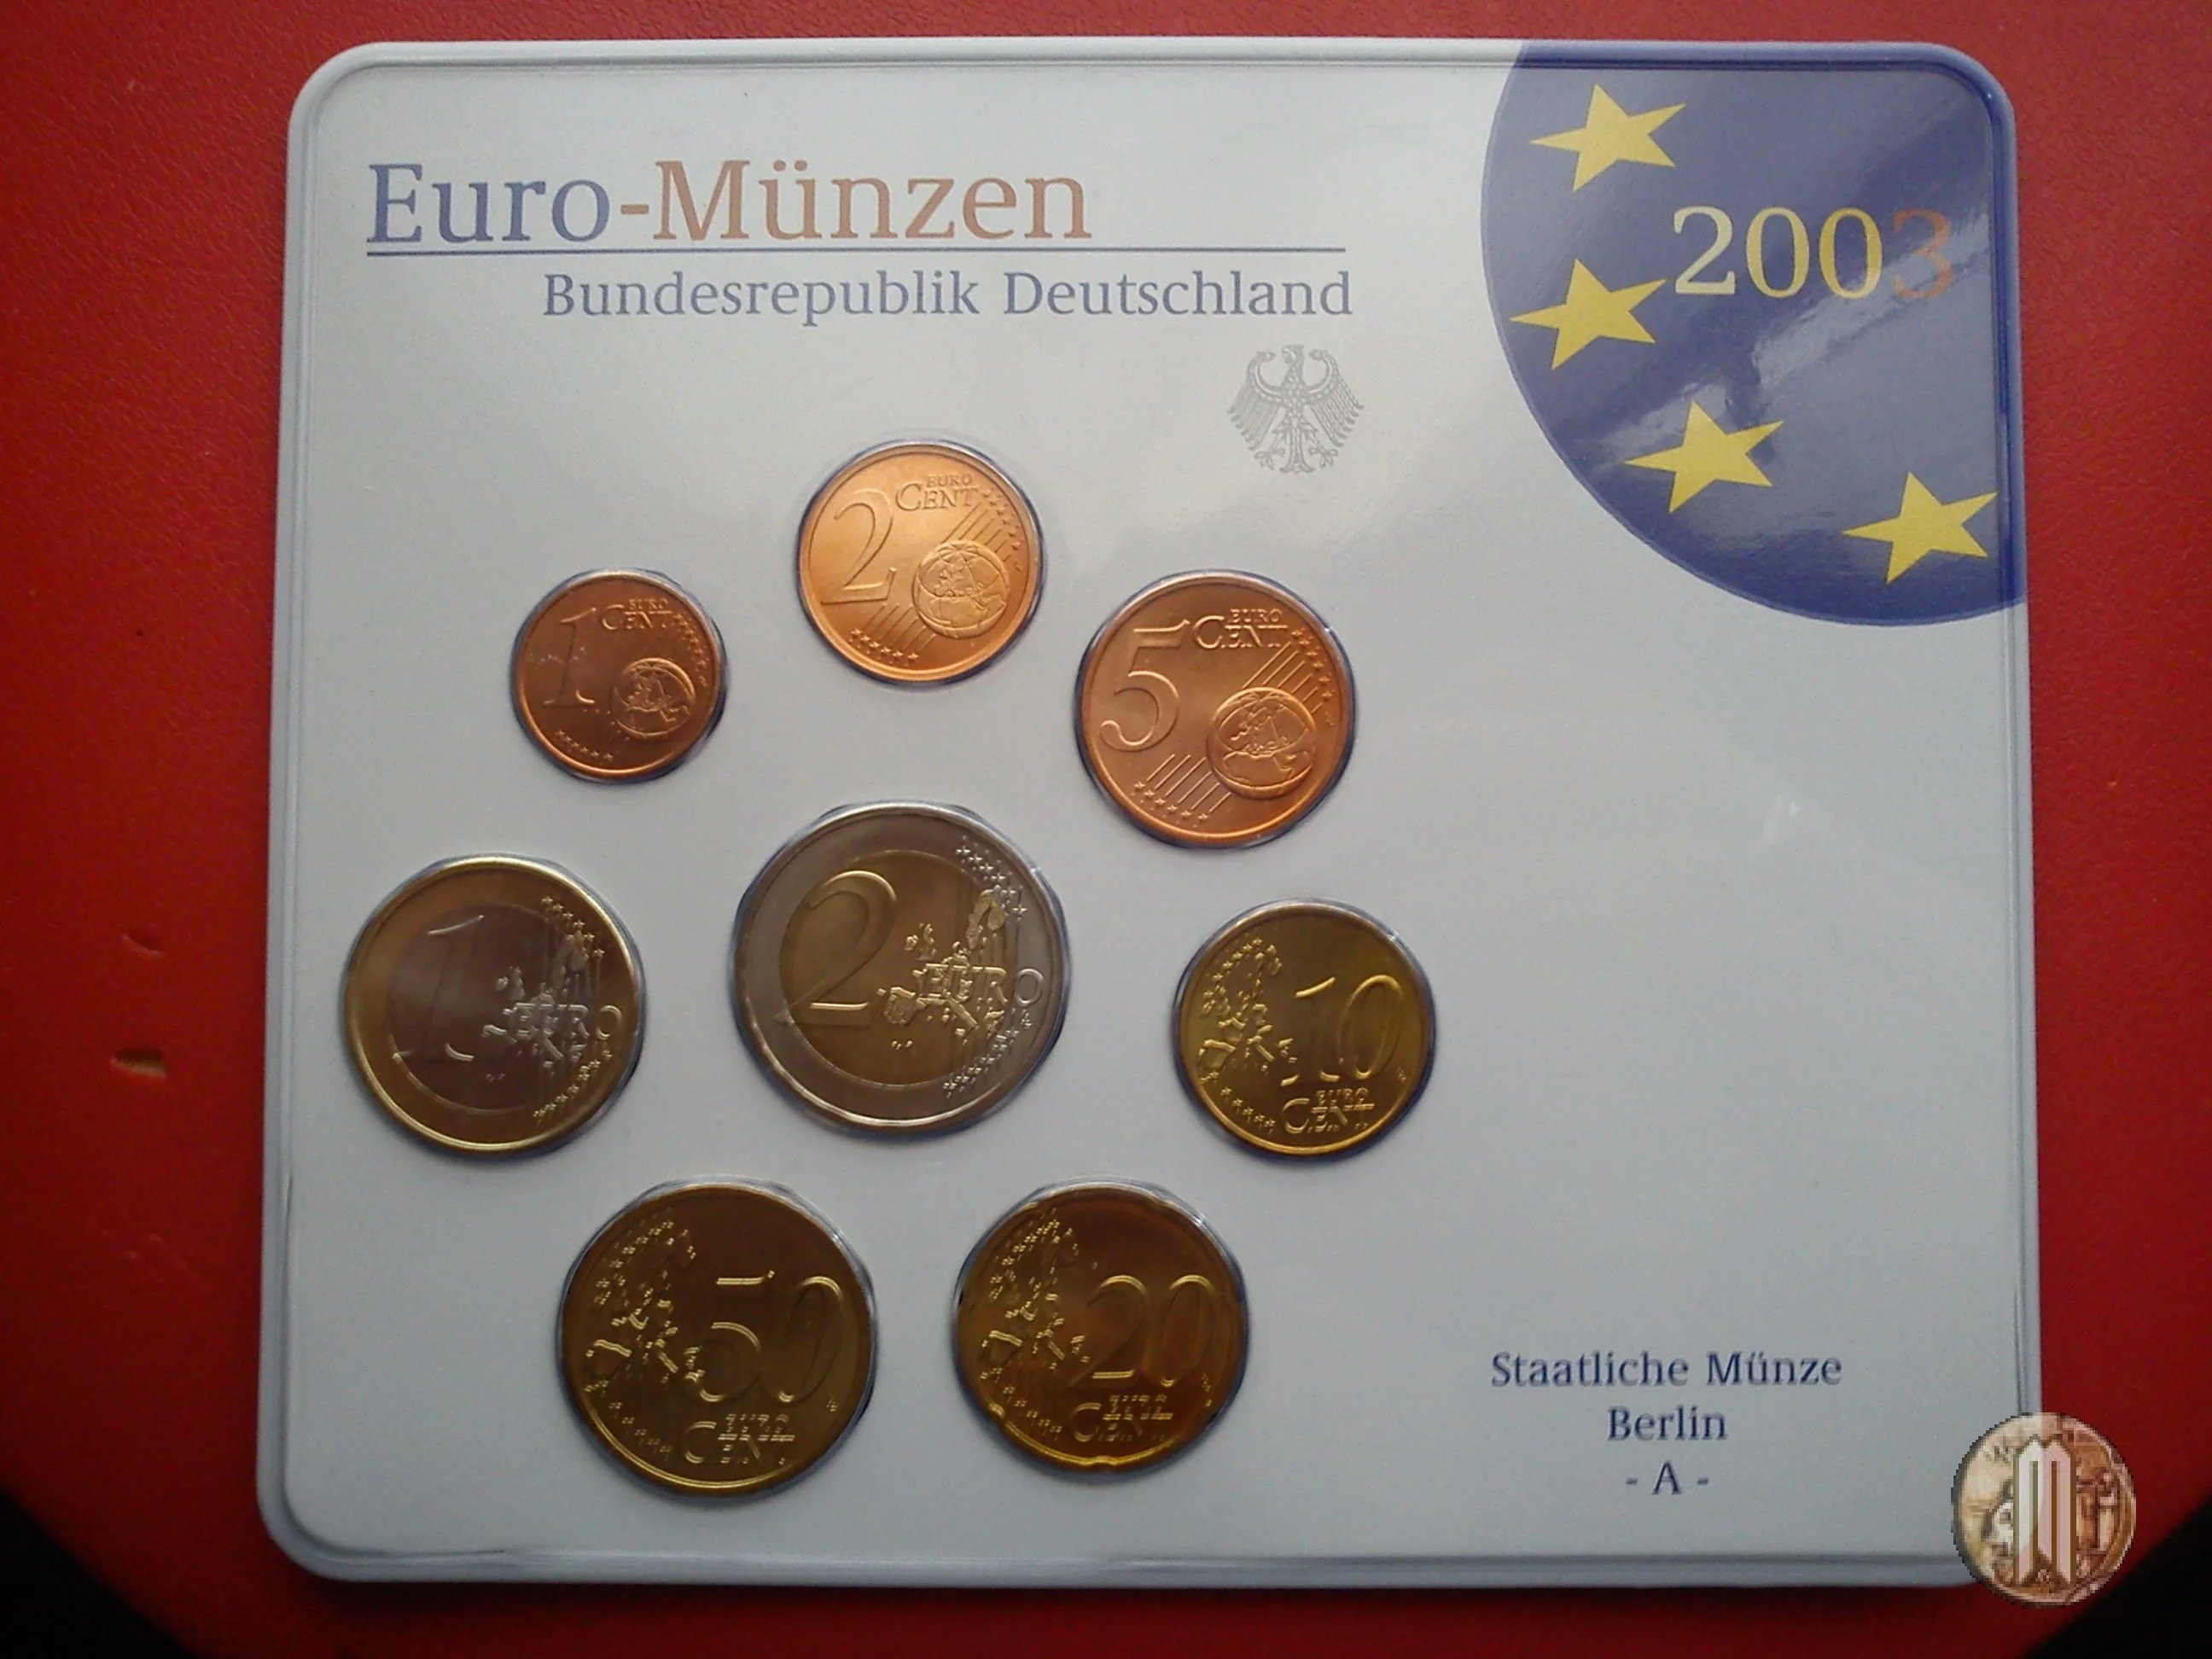 Euro-Münzen
Bundesrepublik Deutschland
2003
2 EURO CENT
1 EURO CENT
5 EURO CENT
1 EURO
2 EURO
10 EURO CENT
50 EURO CENT
20 EURO CENT
Staatliche Münze
Berlin
- A -
M